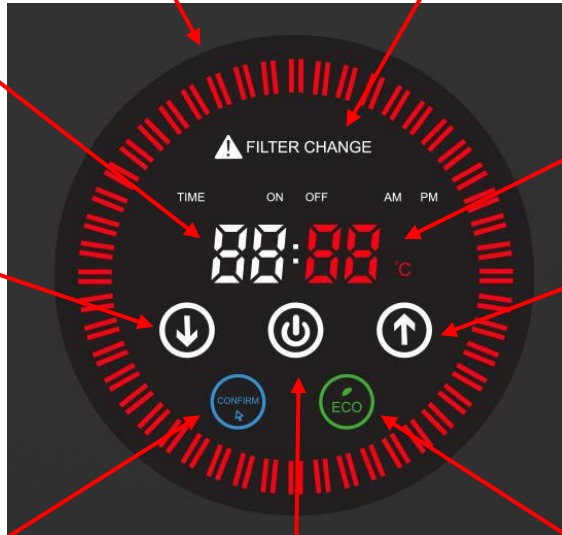 FILTER CHANGE
TIME ON OFF AM PM
88:88 °C
CONFIRM ECO